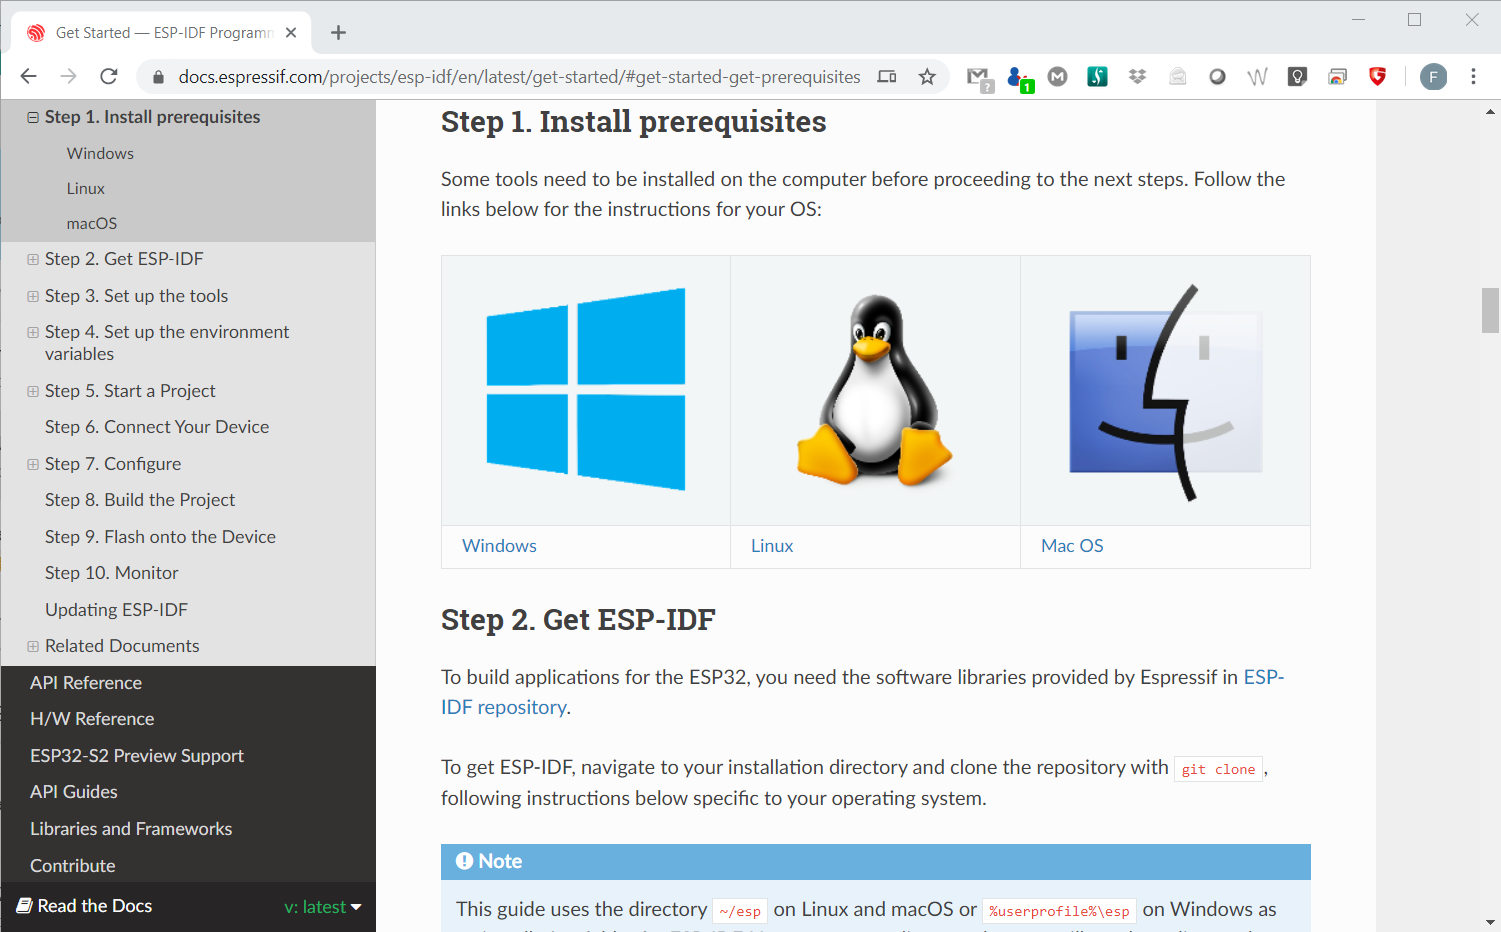 Get Started — ESP-IDF Programm
docs.espressif.com/projects/esp-idf/en/latest/get-started/#get-started-get-prerequisites
?
1
M
W
G
F
Step 1. Install prerequisites
Windows
Linux
macOS
Step 2. Get ESP-IDF
Step 3. Set up the tools
Step 4. Set up the environment
variables
Step 5. Start a Project
Step 6. Connect Your Device
Step 7. Configure
Step 8. Build the Project
Step 9. Flash onto the Device
Step 10. Monitor
Updating ESP-IDF
Related Documents
API Reference
H/W Reference
ESP32-S2 Preview Support
API Guides
Libraries and Frameworks
Contribute
Read the Docs
v: latest
Step 1. Install prerequisites
Some tools need to be installed on the computer before proceeding to the next steps. Follow the
links below for the instructions for your OS:
Windows
Linux
Mac OS
Step 2. Get ESP-IDF
To build applications for the ESP32, you need the software libraries provided by Espressif in ESP-
IDF repository.
To get ESP-IDF, navigate to your installation directory and clone the repository with git clone,
following instructions below specific to your operating system.
Note
This guide uses the directory ~/esp on Linux and macOS or %userprofile%\esp on Windows as